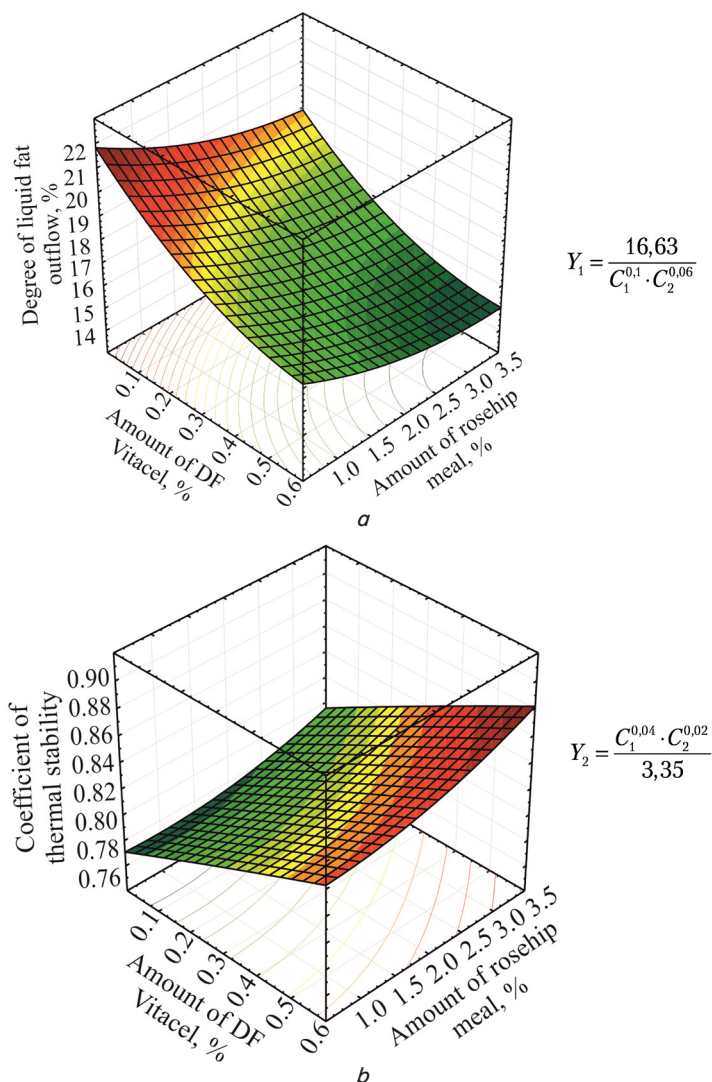 22
21
20
19
18
17
16
15
14
Degree of liquid fat
outflow, %
0.1
0.2
0.3
0.4
0.5
0.6
Amount of DF
Vitacel, %
1.0
1.5
2.0
2.5
3.0
3.5
Amount of rosehip
meal, %
Y₁ = 16,63 / C₁^0,1 · C₂^0,06
a
0.90
0.88
0.86
0.84
0.82
0.80
0.78
0.76
Coefficient of
thermal stability
0.1
0.2
0.3
0.4
0.5
0.6
Amount of DF
Vitacel, %
1.0
1.5
2.0
2.5
3.0
3.5
Amount of rosehip
meal, %
Y₂ = C₁^0,04 · C₂^0,02 / 3,35
b